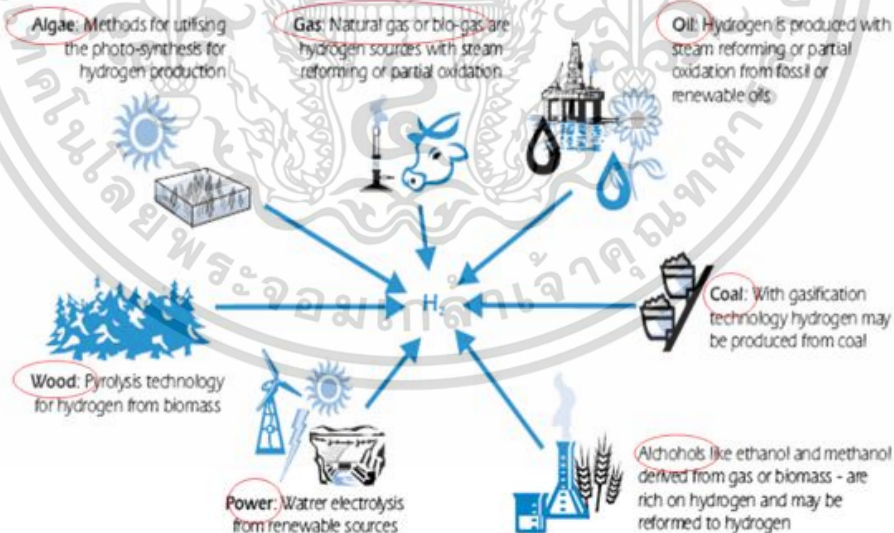 Algae: Methods for utilising
the photo-synthesis for
hydrogen production
Gas: Natural gas or bio-gas are
hydrogen sources with steam
reforming or partial oxidation
Oil: Hydrogen is produced with
steam reforming or partial
oxidation from fossil or
renewable oils
H₂
Coal: With gasification
technology hydrogen may
be produced from coal
Wood: Pyrolysis technology
for hydrogen from biomass
Power: Watrer electrolysis
from renewable sources
Alchohols like ethanol and methanol
derived from gas or biomass - are
rich on hydrogen and may be
reformed to hydrogen